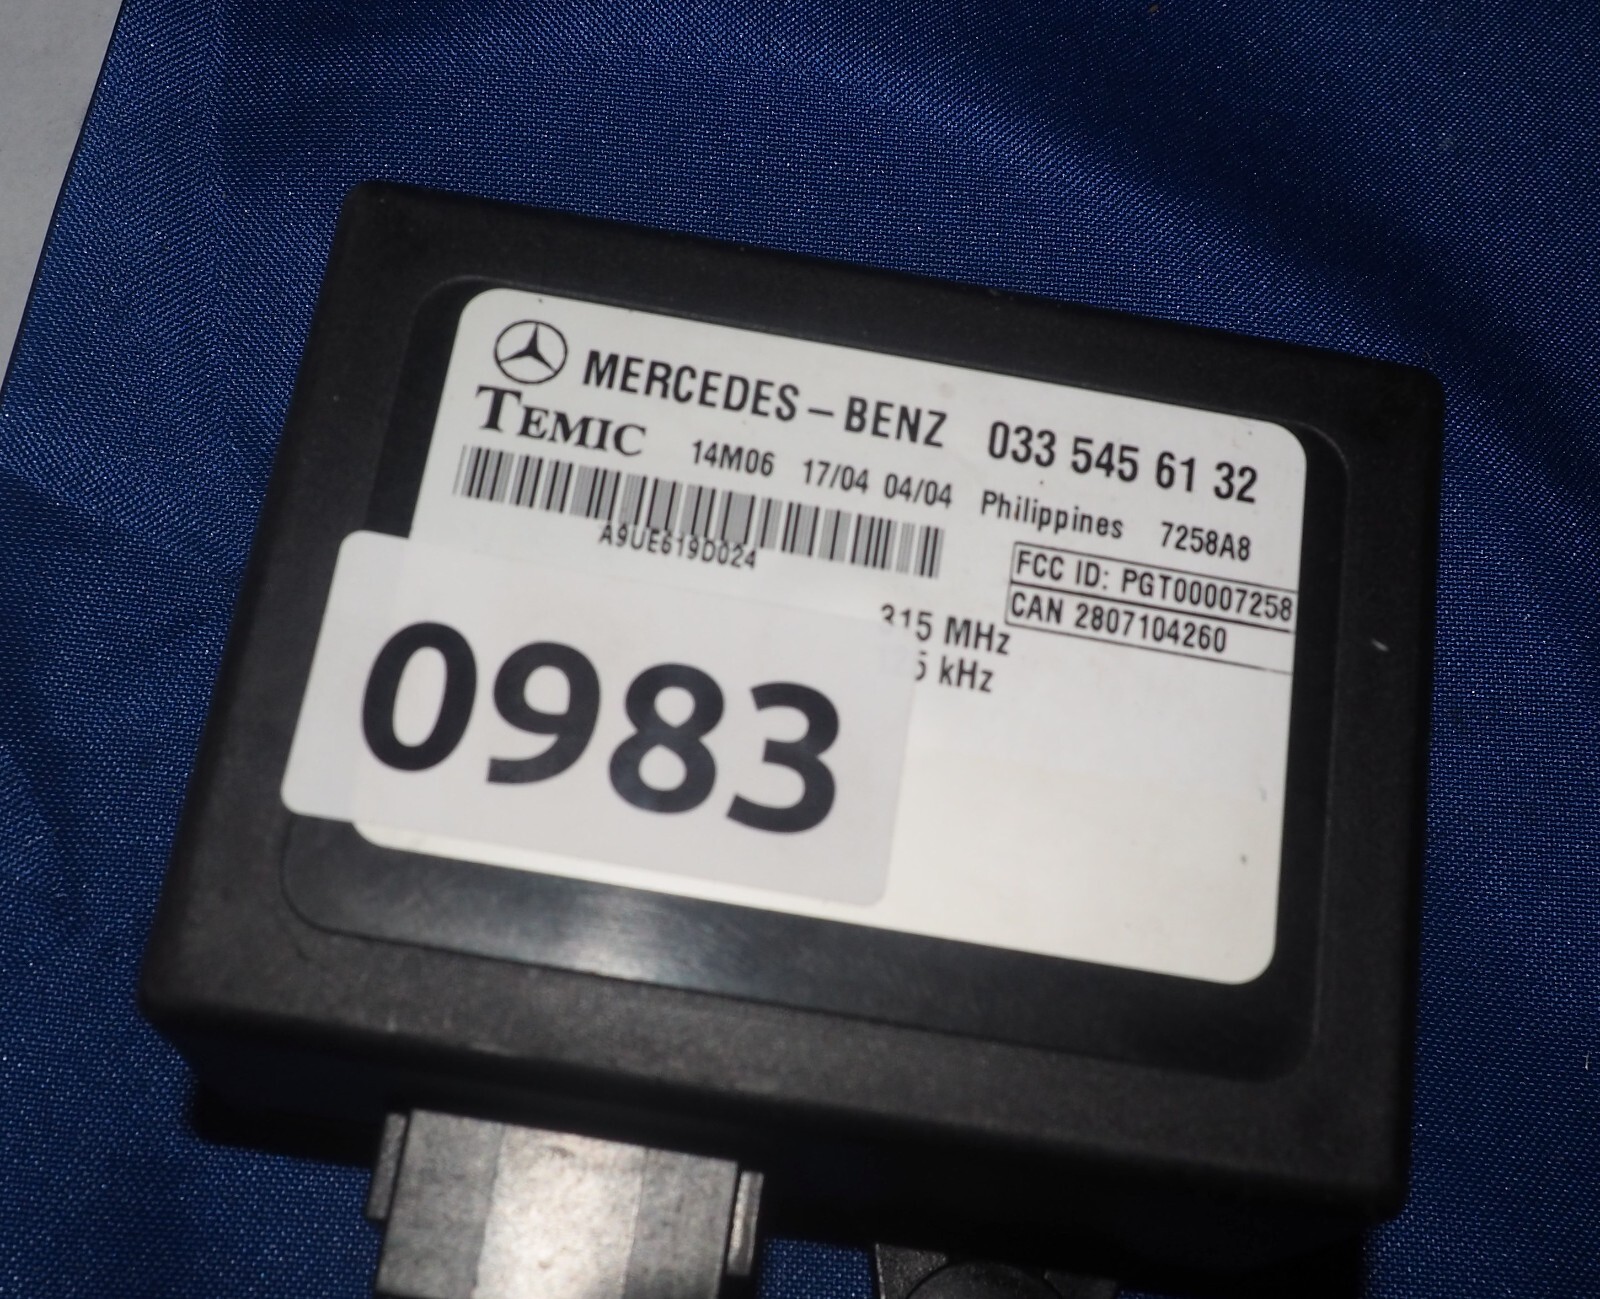 MERCEDES – BENZ 033 545 61 32
TEMIC 14M06 17/04 04/04 Philippines 7258A8
A9UE619D024
FCC ID: PGT00007258
CAN 2807104260
315 MHz
kHz
0983